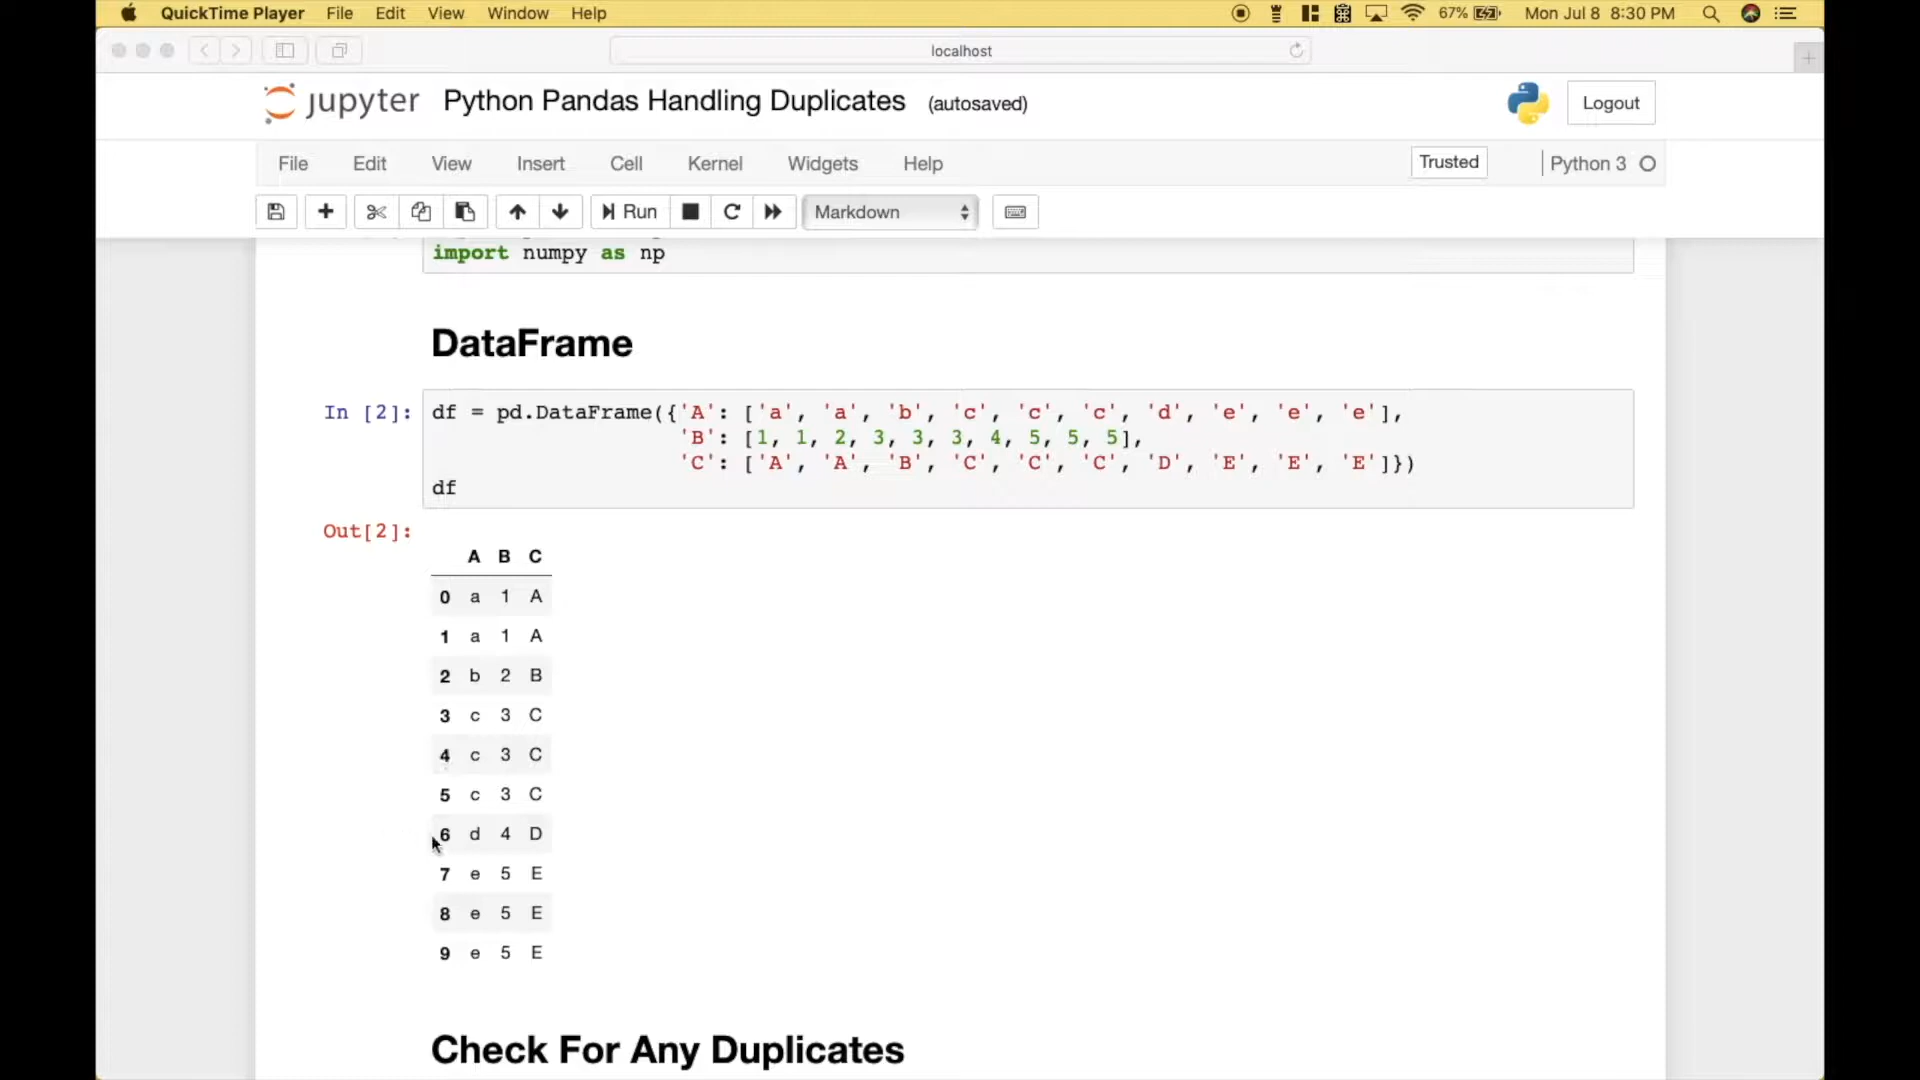 QuickTime Player File Edit View Window Help 67% Mon Jul 8 8:30 PM
localhost
jupyter Python Pandas Handling Duplicates (autosaved) Logout
File Edit View Insert Cell Kernel Widgets Help Trusted Python 3
Run Markdown
import numpy as np
DataFrame
In [2]: df = pd.DataFrame({'A': ['a', 'a', 'b', 'c', 'c', 'c', 'd', 'e', 'e', 'e'],
'B': [1, 1, 2, 3, 3, 3, 4, 5, 5, 5],
'C': ['A', 'A', 'B', 'C', 'C', 'C', 'D', 'E', 'E', 'E']})
df
Out[2]:
A B C
0 a 1 A
1 a 1 A
2 b 2 B
3 c 3 C
4 c 3 C
5 c 3 C
6 d 4 D
7 e 5 E
8 e 5 E
9 e 5 E
Check For Any Duplicates